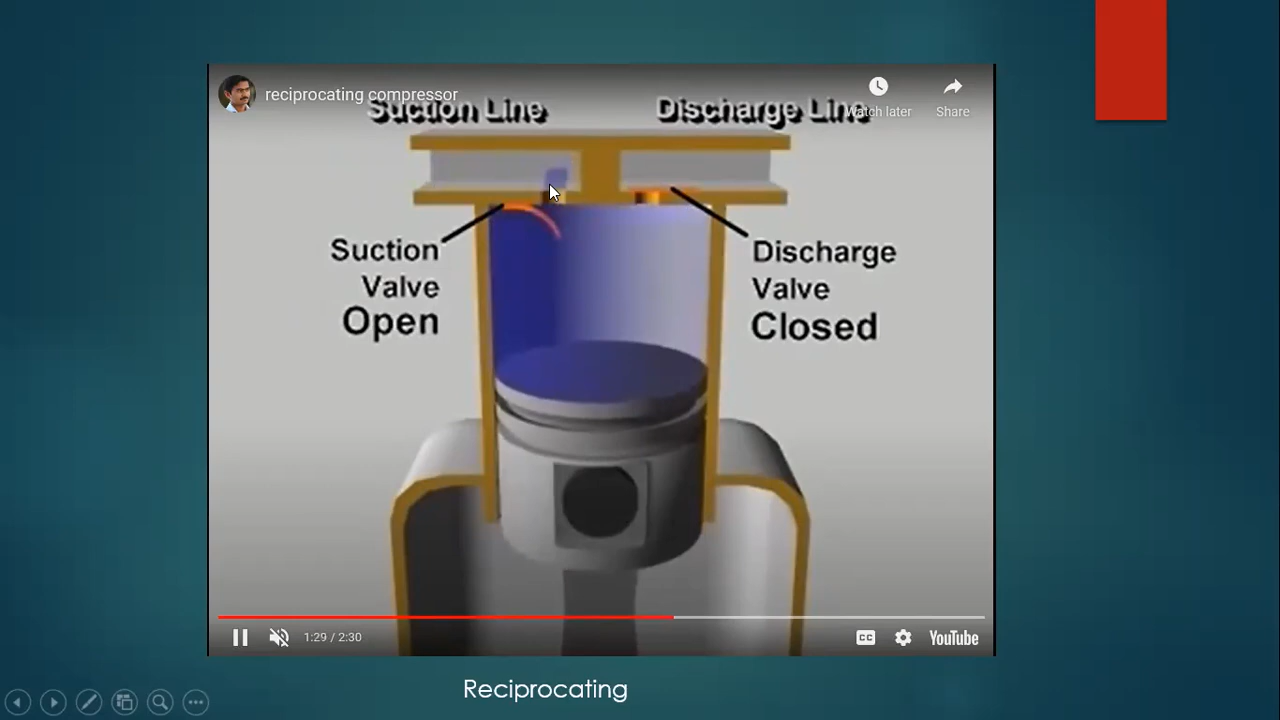 reciprocating compressor
Watch later
Share
Suction Line
Discharge Line
Suction
Valve
Open
Discharge
Valve
Closed
1:29 / 2:30
CC
YouTube
Reciprocating